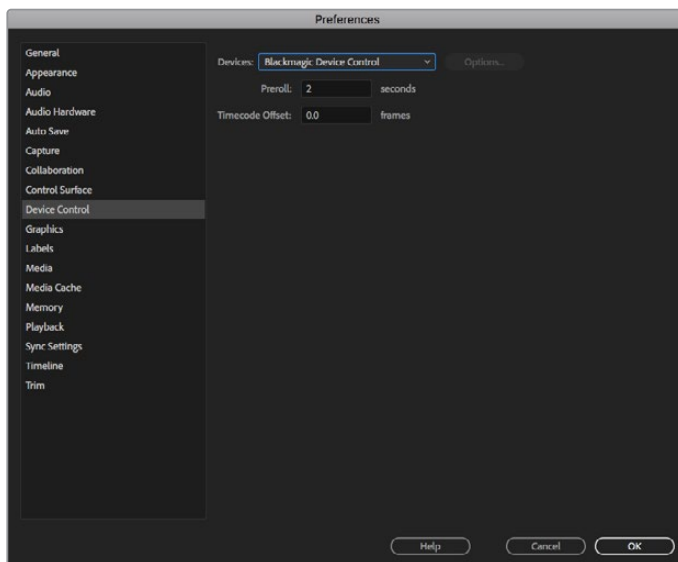 Preferences
General
Appearance
Audio
Audio Hardware
Auto Save
Capture
Collaboration
Control Surface
Device Control
Graphics
Labels
Media
Media Cache
Memory
Playback
Sync Settings
Timeline
Trim
Devices: Blackmagic Device Control Options...
Preroll: 2 seconds
Timecode Offset: 0.0 frames
Help Cancel OK